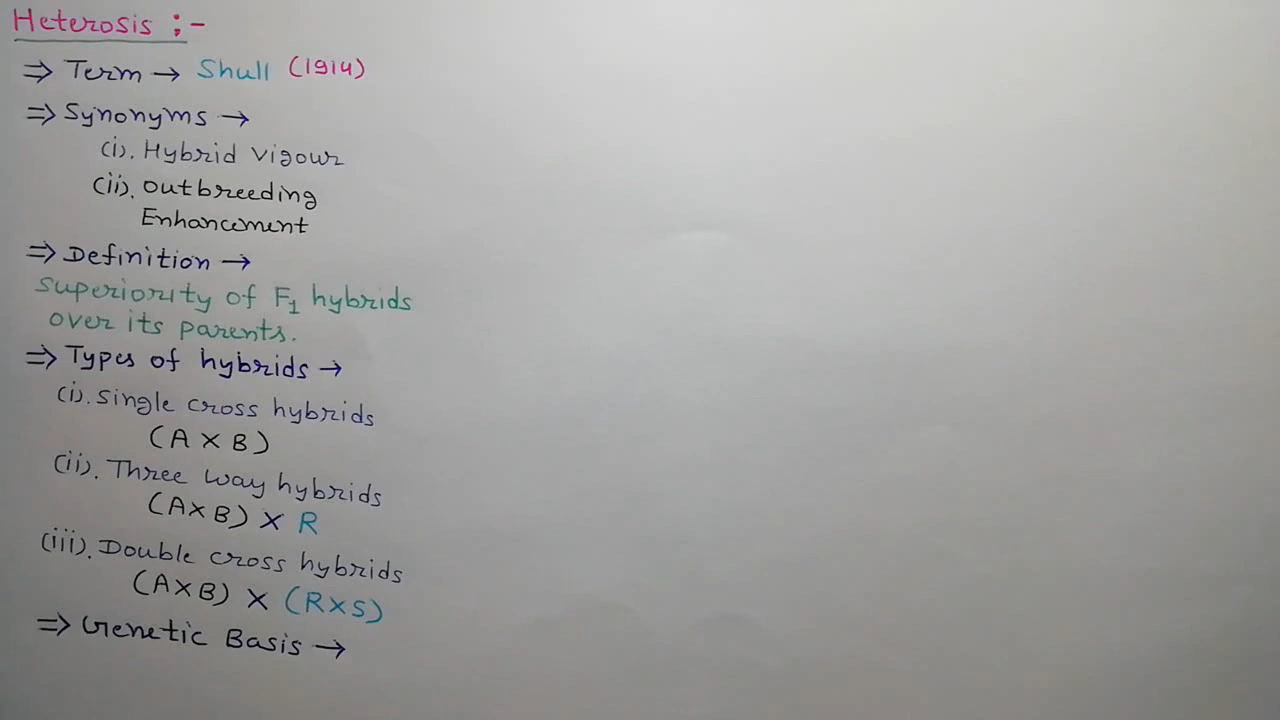 Heterosis :-
⇒ Term → Shull (1914)
⇒ Synonyms →
(i). Hybrid vigour
(ii). Outbreeding
Enhancement
⇒ Definition →
Superiority of F₁ hybrids
over its parents.
⇒ Types of hybrids →
(i). Single cross hybrids
(A × B)
(ii). Three way hybrids
(A×B) × R
(iii). Double cross hybrids
(A×B) × (R×S)
⇒ Genetic Basis →